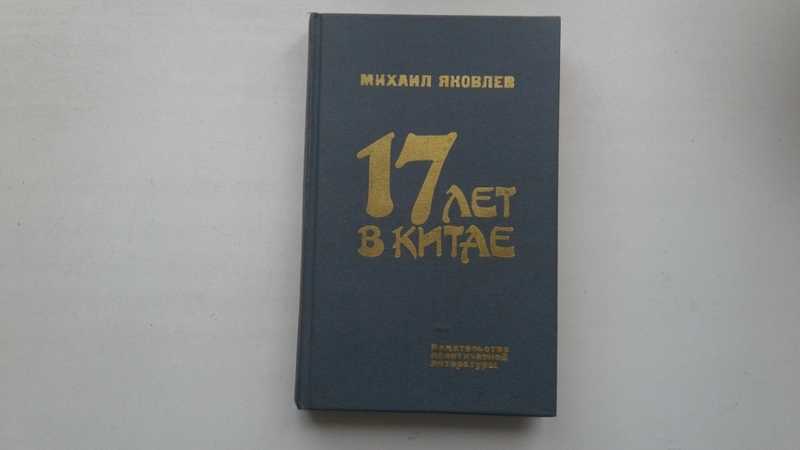 МИХАИЛ ЯКОВЛЕВ
17 ЛЕТ
В КИТАЕ
Издательство
политической
литературы